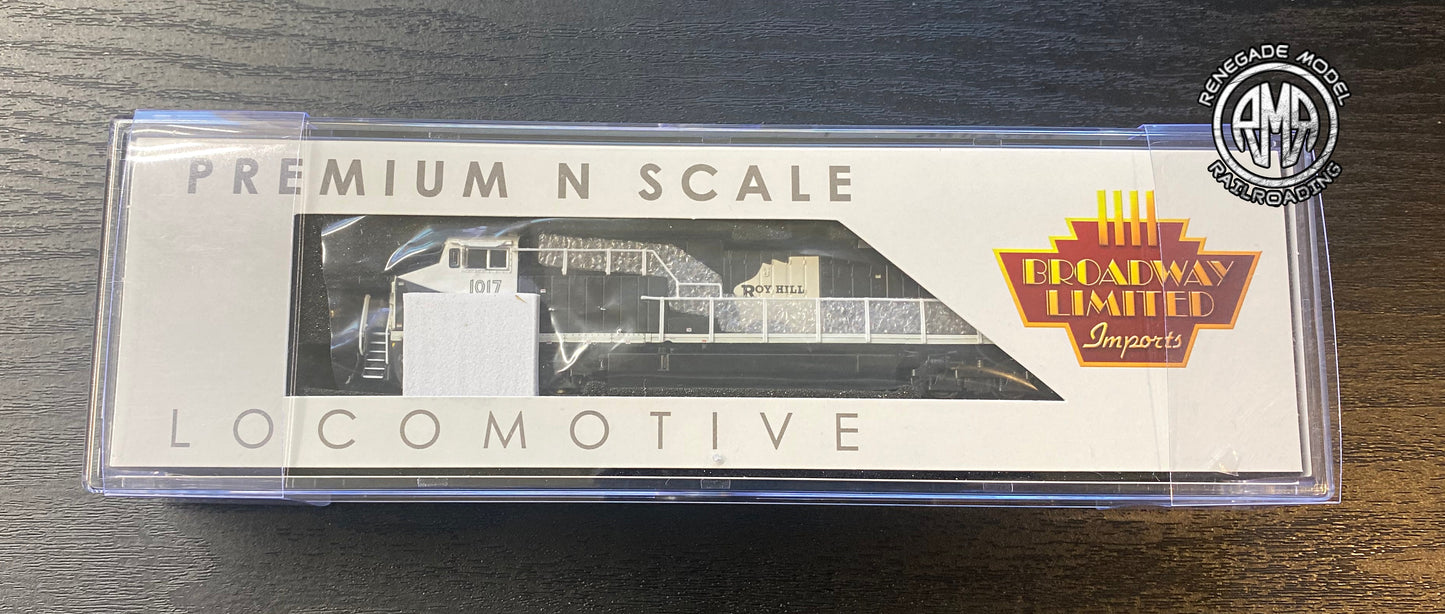 RENEGADE MODEL
RMR
RAILROADING
PREMIUM N SCALE
BROADWAY
LIMITED
Imports
1017
ROY HILL
LOCOMOTIVE